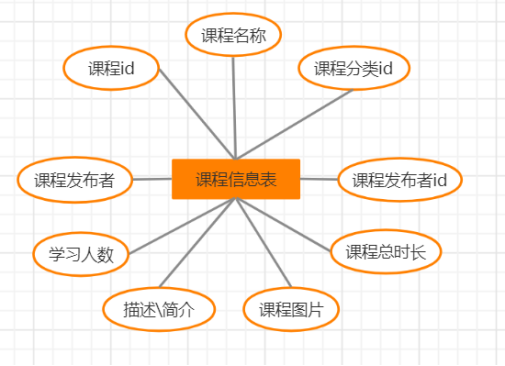 课程名称
课程id
课程分类id
课程发布者
课程信息表
课程发布者id
学习人数
课程总时长
描述\简介
课程图片